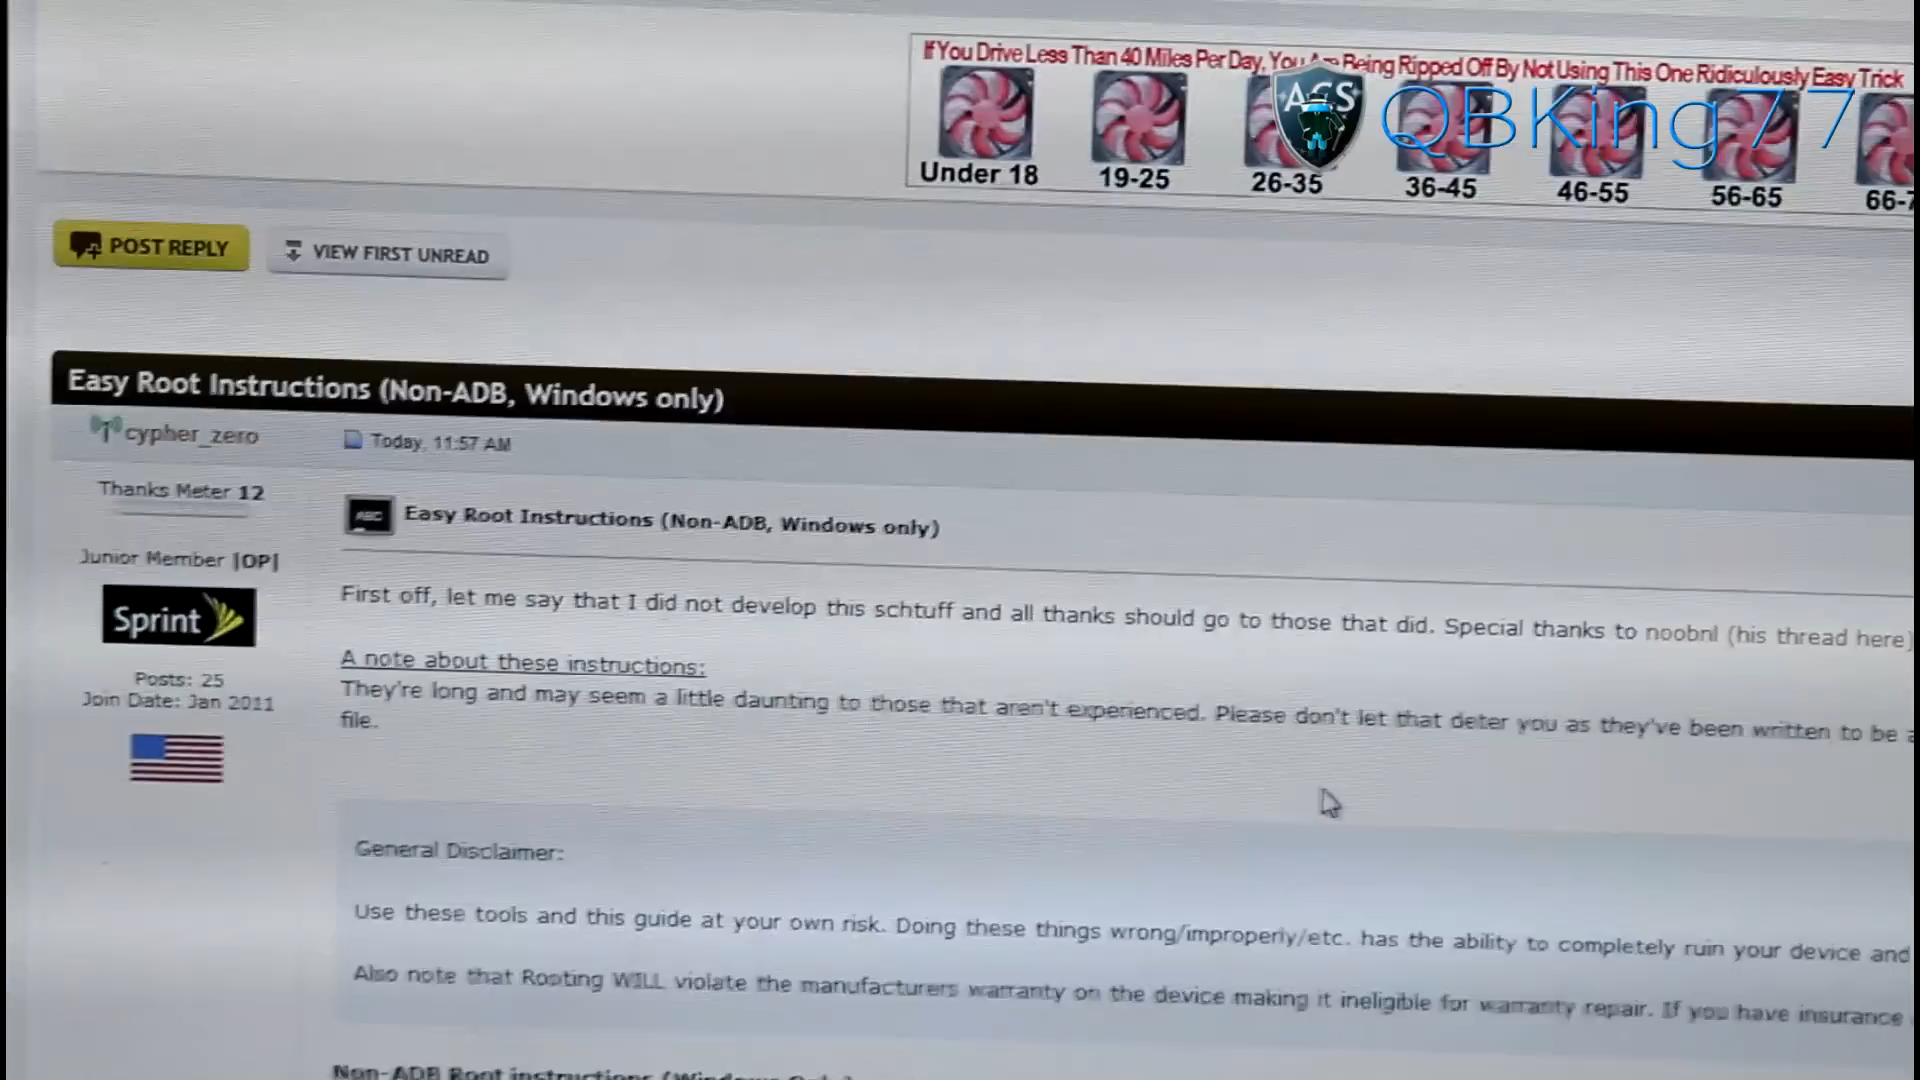 If You Drive Less Than 40 Miles Per Day, You Are Being Ripped Off By Not Using This One Ridiculously Easy Trick
ACS QBKing77
Under 18 19-25 26-35 36-45 46-55 56-65 66-7
POST REPLY VIEW FIRST UNREAD
Easy Root Instructions (Non-ADB, Windows only)
cypher_zero Today, 11:57 AM
Thanks Meter 12
ABC Easy Root Instructions (Non-ADB, Windows only)
Junior Member |OP|
First off, let me say that I did not develop this schtuff and all thanks should go to those that did. Special thanks to noobnl (his thread here)
Sprint
A note about these instructions:
They're long and may seem a little daunting to those that aren't experienced. Please don't let that deter you as they've been written to be
file.
Posts: 25
Join Date: Jan 2011
General Disclaimer:
Use these tools and this guide at your own risk. Doing these things wrong/improperly/etc. has the ability to completely ruin your device and
Also note that Rooting WILL violate the manufacturers warranty on the device making it ineligible for warranty repair. If you have insurance
Non-ADB Root instructions